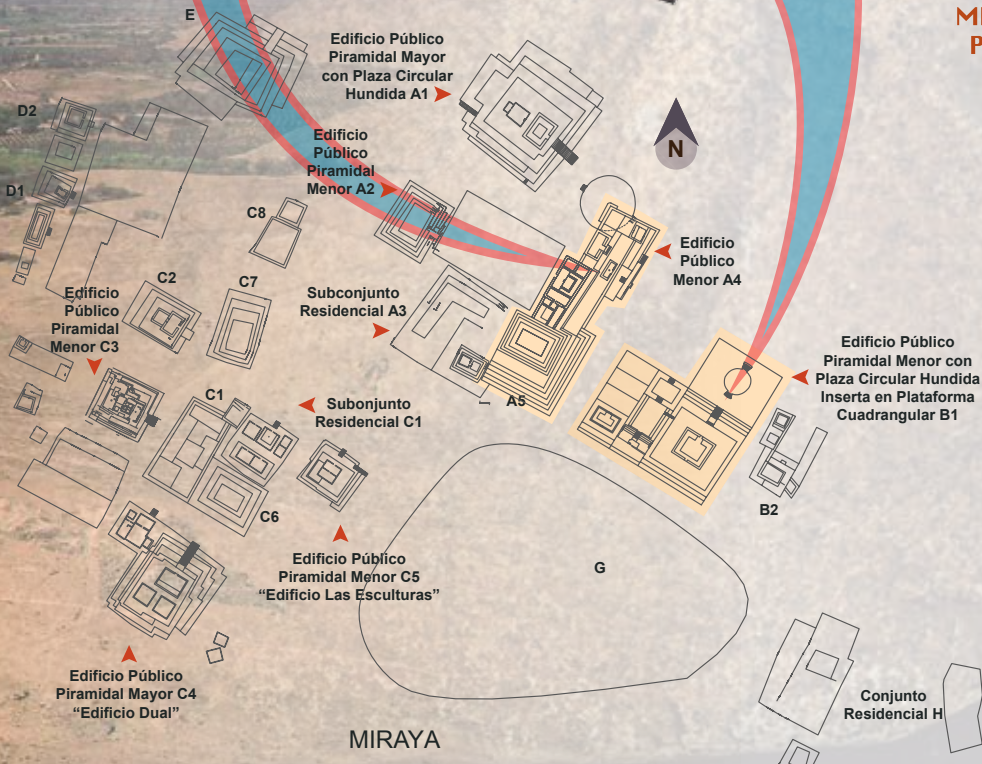 E
Edificio Público
Piramidal Mayor
con Plaza Circular
Hundida A1
D2
Edificio
Público
Piramidal
Menor A2
N
D1
C8
Edificio
Público
Menor A4
C2
C7
Edificio
Público
Piramidal
Menor C3
Subconjunto
Residencial A3
Edificio Público
Piramidal Menor con
Plaza Circular Hundida
Inserta en Plataforma
Cuadrangular B1
C1
Subconjunto
Residencial C1
A5
C6
B2
Edificio Público
Piramidal Menor C5
“Edificio Las Esculturas”
G
Edificio Público
Piramidal Mayor C4
“Edificio Dual”
Conjunto
Residencial H
MIRAYA